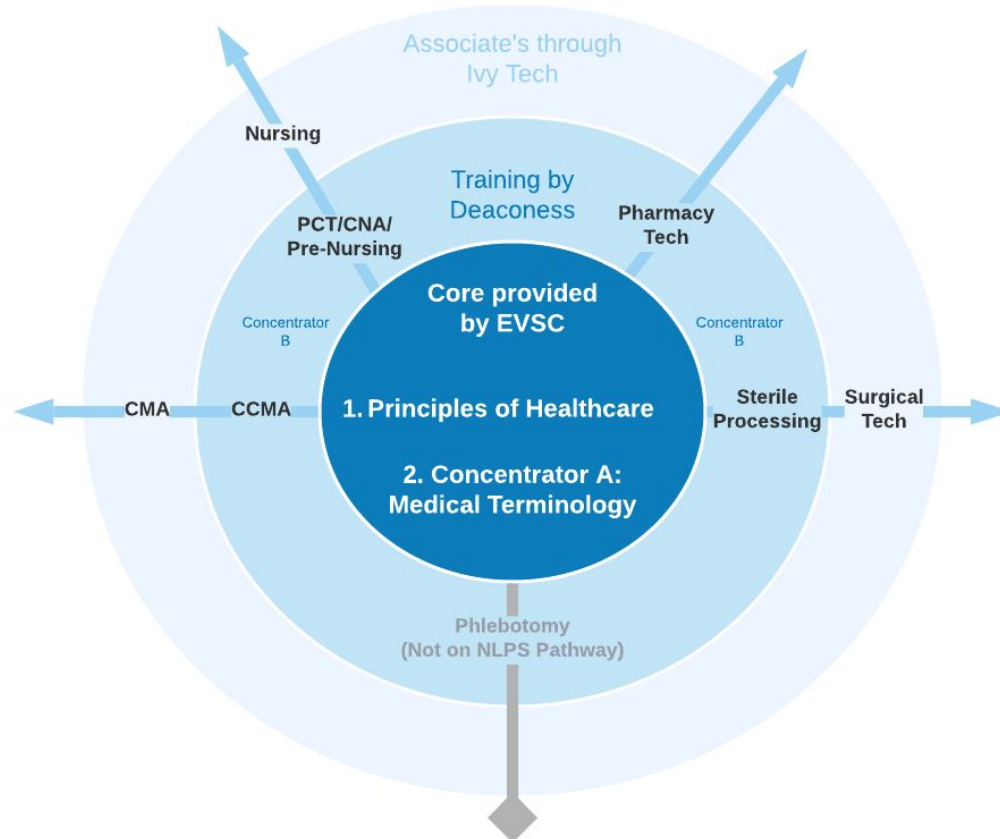 Associate's through
Ivy Tech
Nursing
Training by
Deaconess
PCT/CNA/
Pre-Nursing
Pharmacy
Tech
Core provided
by EVSC
Concentrator
B
Concentrator
B
CMA
CCMA
1. Principles of Healthcare
Sterile
Processing
Surgical
Tech
2. Concentrator A:
Medical Terminology
Phlebotomy
(Not on NLPS Pathway)